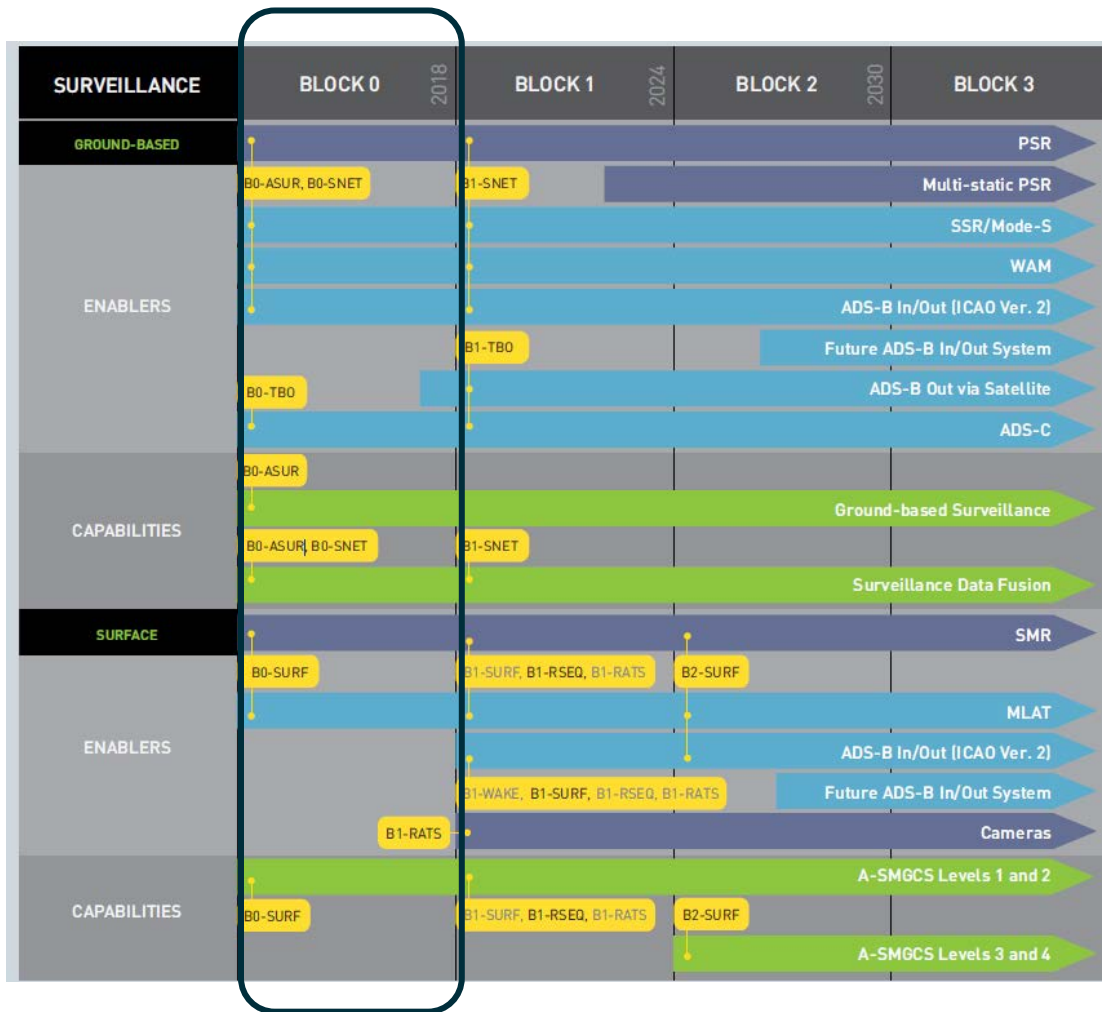 SURVEILLANCE BLOCK 0 2018 BLOCK 1 2024 BLOCK 2 2030 BLOCK 3
GROUND-BASED PSR
B0-ASUR, B0-SNET B1-SNET Multi-static PSR
SSR/Mode-S
WAM
ENABLERS ADS-B In/Out (ICAO Ver. 2)
B1-TBO Future ADS-B In/Out System
B0-TBO ADS-B Out via Satellite
ADS-C
B0-ASUR
Ground-based Surveillance
CAPABILITIES
B0-ASUR, B0-SNET B1-SNET
Surveillance Data Fusion
SURFACE SMR
B0-SURF B1-SURF, B1-RSEQ, B1-RATS B2-SURF
MLAT
ENABLERS ADS-B In/Out (ICAO Ver. 2)
B1-WAKE, B1-SURF, B1-RSEQ, B1-RATS Future ADS-B In/Out System
B1-RATS Cameras
A-SMGCS Levels 1 and 2
CAPABILITIES B0-SURF B1-SURF, B1-RSEQ, B1-RATS B2-SURF
A-SMGCS Levels 3 and 4